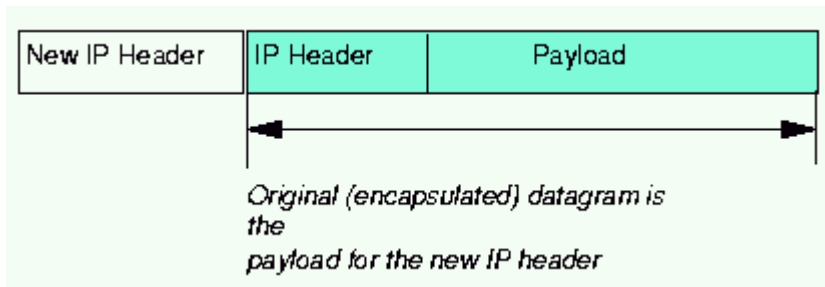 New IP Header IP Header Payload
Original (encapsulated) datagram is
the
payload for the new IP header